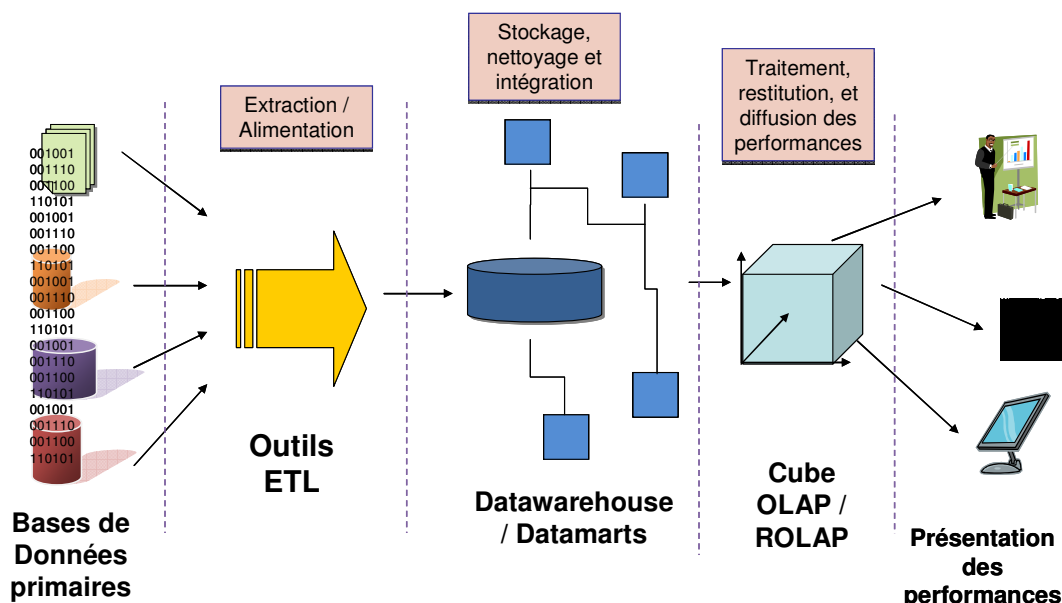 Extraction /
Alimentation
Stockage,
nettoyage et
intégration
Traitement,
restitution, et
diffusion des
performances
001001
001110
001100
110101
001001
001110
001100
110101
001001
001110
001100
110101
001001
001110
001100
110101
001001
001110
001100
110101
Bases de
Données
primaires
Outils
ETL
Datawarehouse
/ Datamarts
Cube
OLAP /
ROLAP
Présentation
des
performances